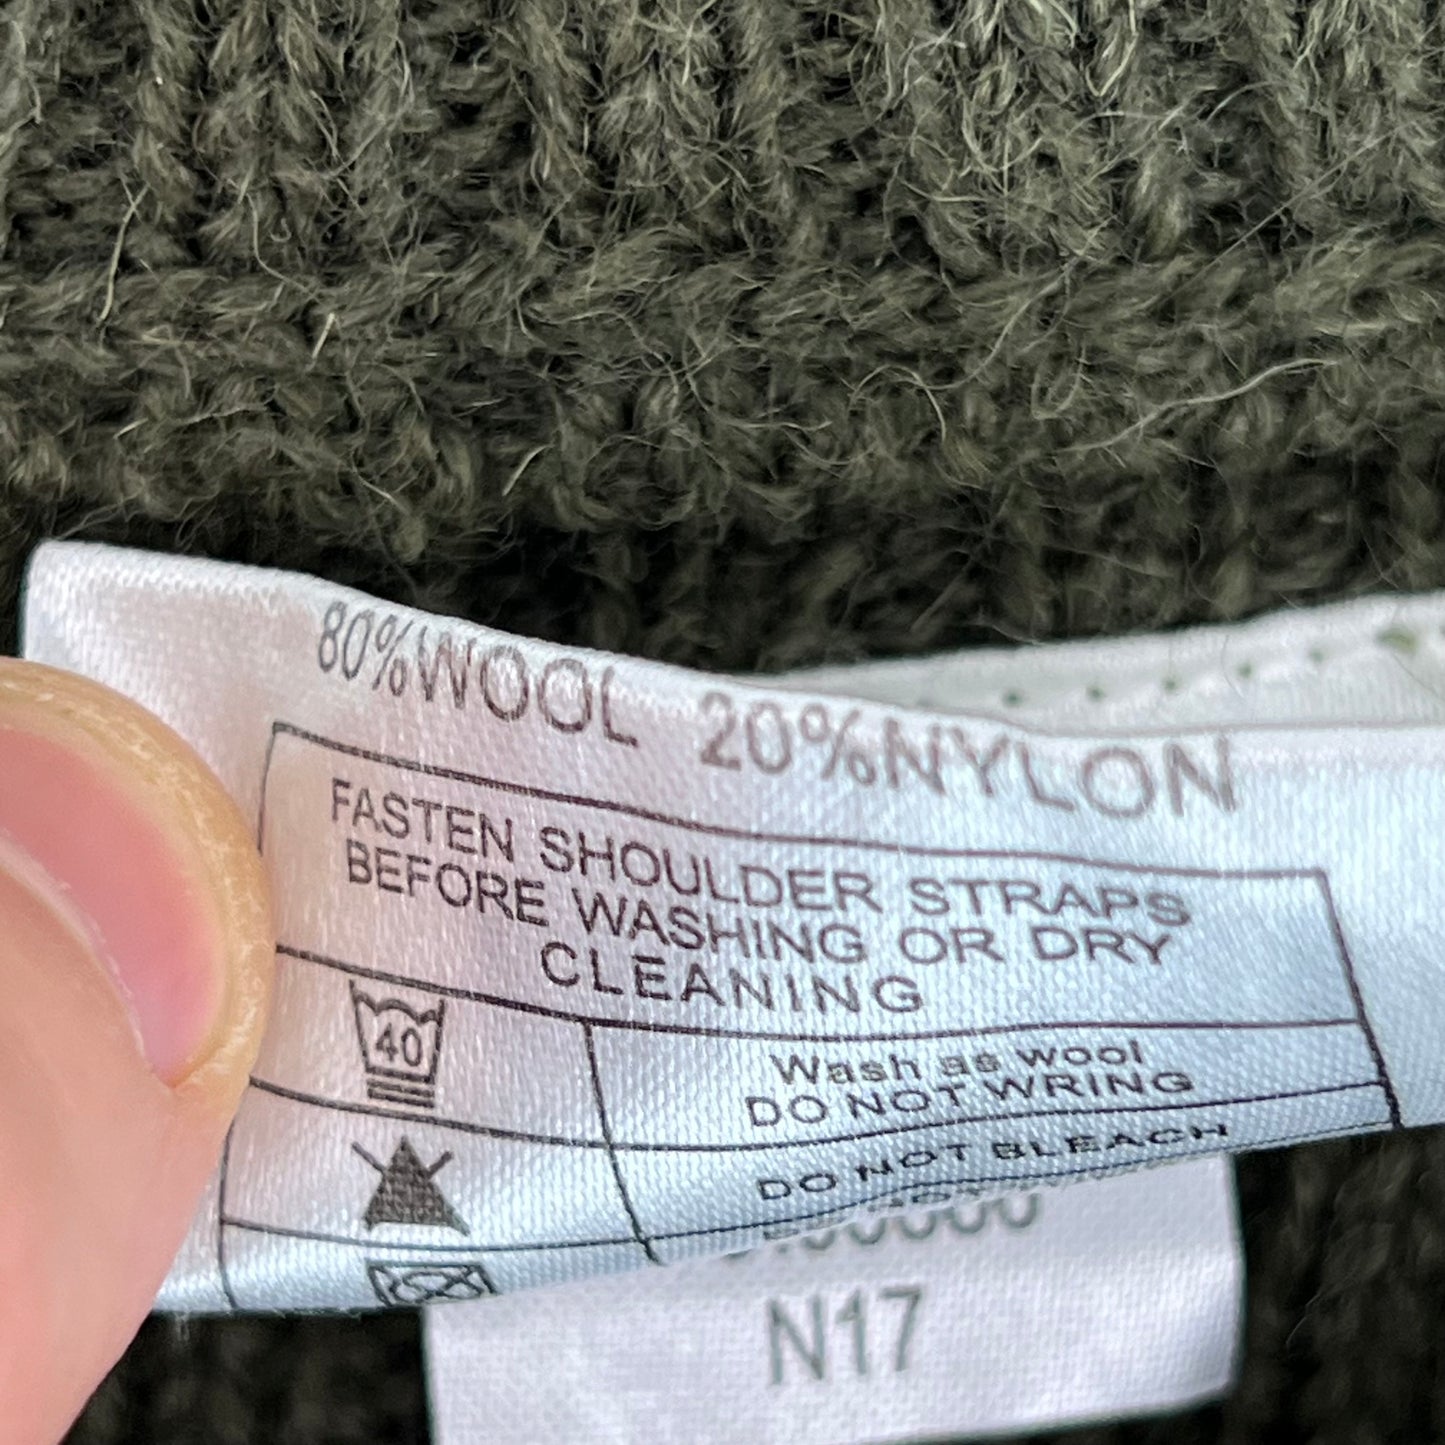 80%WOOL 20%NYLON
FASTEN SHOULDER STRAPS
BEFORE WASHING OR DRY
CLEANING
40
Wash as wool
DO NOT WRING
DO NOT BLEACH
N17